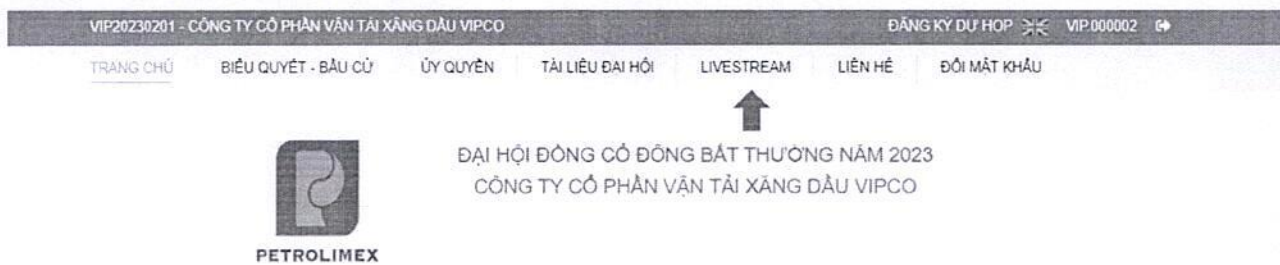 VIP20230201 - CÔNG TY CỔ PHẦN VẬN TẢI XĂNG DẦU VIPCO ĐĂNG KÝ DỰ HỌP VIP.000002
TRANG CHỦ BIỂU QUYẾT - BẦU CỬ ỦY QUYỀN TÀI LIỆU ĐẠI HỘI LIVESTREAM LIÊN HỆ ĐỔI MẬT KHẨU
ĐẠI HỘI ĐỒNG CỔ ĐÔNG BẤT THƯỜNG NĂM 2023
CÔNG TY CỔ PHẦN VẬN TẢI XĂNG DẦU VIPCO
PETROLIMEX